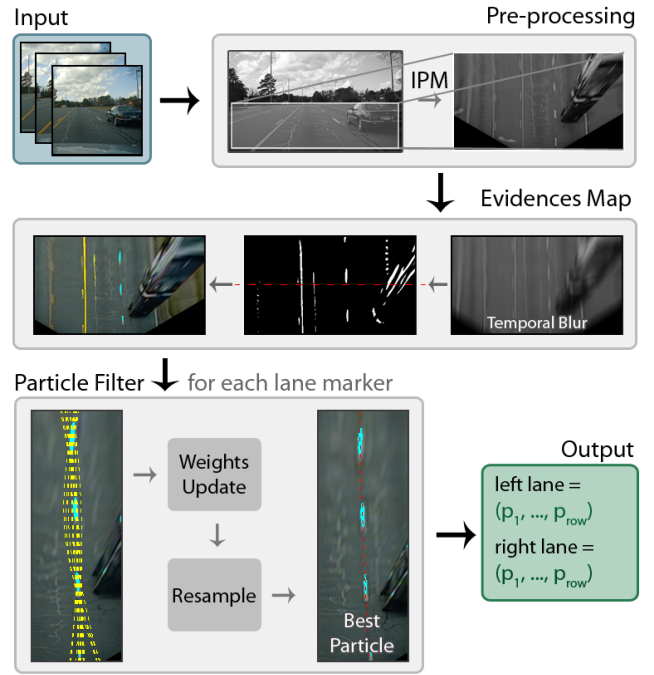 Input
Pre-processing
IPM
Evidences Map
Temporal Blur
Particle Filter
for each lane marker
Weights
Update
Resample
Best
Particle
Output
left lane =
(p1, ..., prow)
right lane =
(p1, ..., prow)